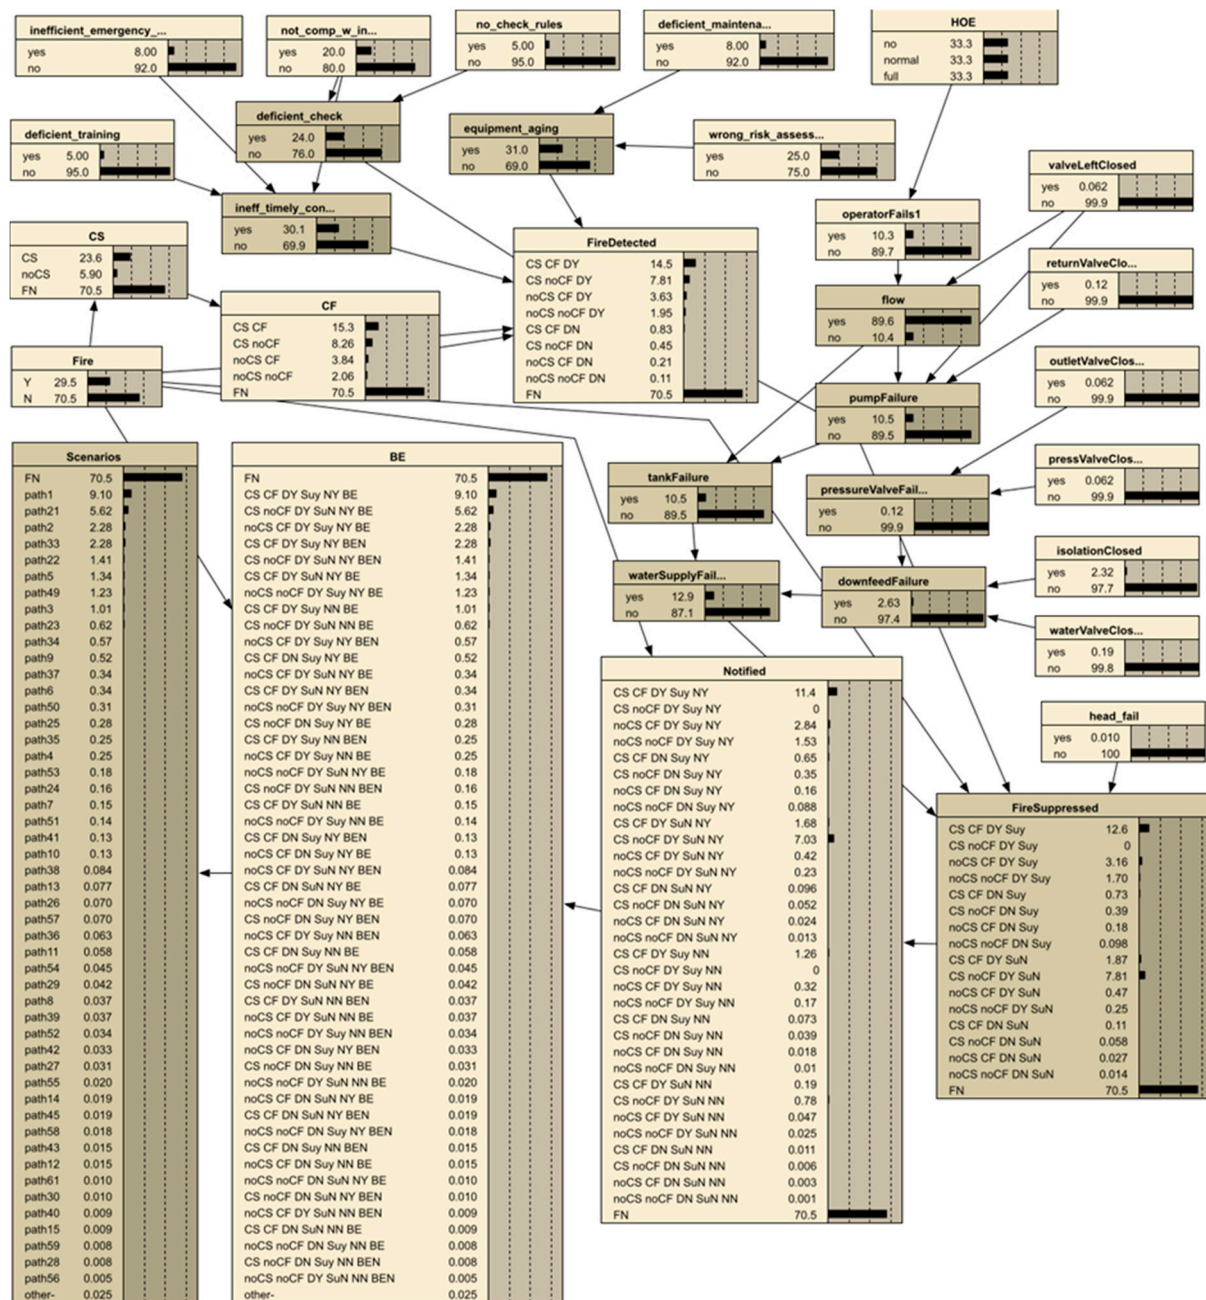 inefficient_emergency_...
yes 8.00
no 92.0
not_comp_w_in...
yes 20.0
no 80.0
no_check_rules
yes 5.00
no 95.0
deficient_maintena...
yes 8.00
no 92.0
HOE
no 33.3
normal 33.3
full 33.3
deficient_training
yes 5.00
no 95.0
deficient_check
yes 24.0
no 76.0
equipment_aging
yes 31.0
no 69.0
wrong_risk_assess...
yes 25.0
no 75.0
valveLeftClosed
yes 0.062
no 99.9
ineff_timely_con...
yes 30.1
no 69.9
operatorFails1
yes 10.3
no 89.7
CS
CS 23.6
noCS 5.90
FN 70.5
FireDetected
CS CF DY 14.5
CS noCF DY 7.81
noCS CF DY 3.63
noCS noCF DY 1.95
CS CF DN 0.83
CS noCF DN 0.45
noCS CF DN 0.21
noCS noCF DN 0.11
FN 70.5
returnValveClo...
yes 0.12
no 99.9
CF
CS CF 15.3
CS noCF 8.26
noCS CF 3.84
noCS noCF 2.06
FN 70.5
flow
yes 89.6
no 10.4
Fire
Y 29.5
N 70.5
outletValveClos...
yes 0.062
no 99.9
pumpFailure
yes 10.5
no 89.5
Scenarios
FN 70.5
path1 9.10
path21 5.62
path2 2.28
path33 2.28
path22 1.41
path5 1.34
path49 1.23
path3 1.01
path23 0.62
path34 0.57
path9 0.52
path37 0.34
path6 0.34
path50 0.31
path25 0.28
path35 0.25
path4 0.25
path53 0.18
path24 0.16
path7 0.15
path51 0.14
path41 0.13
path10 0.13
path38 0.084
path13 0.077
path26 0.070
path57 0.070
path36 0.063
path11 0.058
path54 0.045
path29 0.042
path8 0.037
path39 0.037
path52 0.034
path42 0.033
path27 0.031
path55 0.020
path14 0.019
path45 0.019
path58 0.018
path43 0.015
path12 0.015
path61 0.010
path30 0.010
path40 0.009
path15 0.009
path59 0.008
path28 0.008
path56 0.005
other- 0.025
BE
FN 70.5
CS CF DY Suy NY BE 9.10
CS noCF DY SuN NY BE 5.62
noCS CF DY Suy NY BE 2.28
CS CF DY Suy NY BEN 2.28
CS noCF DY SuN NY BEN 1.41
CS CF DY SuN NY BE 1.34
noCS noCF DY Suy NY BE 1.23
CS CF DY Suy NN BE 1.01
CS noCF DY SuN NN BE 0.62
noCS CF DY Suy NY BEN 0.57
CS CF DN Suy NY BE 0.52
noCS CF DY SuN NY BE 0.34
CS CF DY SuN NY BEN 0.34
noCS noCF DY Suy NY BEN 0.31
CS noCF DN Suy NY BE 0.28
CS CF DY Suy NN BEN 0.25
noCS CF DY Suy NN BE 0.25
noCS noCF DY SuN NY BE 0.18
CS noCF DY SuN NN BEN 0.16
CS CF DY SuN NN BE 0.15
noCS noCF DY Suy NN BE 0.14
CS CF DN Suy NY BEN 0.13
noCS CF DN Suy NY BE 0.13
noCS CF DY SuN NY BEN 0.084
CS CF DN SuN NY BE 0.077
noCS noCF DN Suy NY BE 0.070
CS noCF DN Suy NY BEN 0.070
noCS CF DY Suy NN BEN 0.063
CS CF DN Suy NN BE 0.058
noCS noCF DY SuN NY BEN 0.045
CS noCF DN SuN NY BE 0.042
CS CF DY SuN NN BEN 0.037
noCS CF DY SuN NN BE 0.037
noCS noCF DY Suy NN BEN 0.034
noCS CF DN Suy NY BEN 0.033
CS noCF DN Suy NN BE 0.031
noCS noCF DY SuN NN BE 0.020
noCS CF DN SuN NY BE 0.019
CS CF DN SuN NY BEN 0.019
noCS noCF DN Suy NY BEN 0.018
CS CF DN Suy NN BEN 0.015
noCS CF DN Suy NN BE 0.015
noCS noCF DN SuN NY BE 0.010
CS noCF DN SuN NY BEN 0.010
noCS CF DY SuN NN BEN 0.009
CS CF DN SuN NN BE 0.009
noCS noCF DN Suy NN BE 0.008
CS noCF DN Suy NN BEN 0.008
noCS noCF DY SuN NN BEN 0.005
other- 0.025
tankFailure
yes 10.5
no 89.5
pressureValveFail...
yes 0.12
no 99.9
pressValveClos...
yes 0.062
no 99.9
waterSupplyFail...
yes 12.9
no 87.1
downfeedFailure
yes 2.63
no 97.4
isolationClosed
yes 2.32
no 97.7
waterValveClos...
yes 0.19
no 99.8
Notified
CS CF DY Suy NY 11.4
CS noCF DY Suy NY 0
noCS CF DY Suy NY 2.84
noCS noCF DY Suy NY 1.53
CS CF DN Suy NY 0.65
CS noCF DN Suy NY 0.35
noCS CF DN Suy NY 0.16
noCS noCF DN Suy NY 0.088
CS CF DY SuN NY 1.68
CS noCF DY SuN NY 7.03
noCS CF DY SuN NY 0.42
noCS noCF DY SuN NY 0.23
CS CF DN SuN NY 0.096
CS noCF DN SuN NY 0.052
noCS CF DN SuN NY 0.024
noCS noCF DN SuN NY 0.013
CS CF DY Suy NN 1.26
CS noCF DY Suy NN 0
noCS CF DY Suy NN 0.32
noCS noCF DY Suy NN 0.17
CS CF DN Suy NN 0.073
CS noCF DN Suy NN 0.039
noCS CF DN Suy NN 0.018
noCS noCF DN Suy NN 0.01
CS CF DY SuN NN 0.19
CS noCF DY SuN NN 0.78
noCS CF DY SuN NN 0.047
noCS noCF DY SuN NN 0.025
CS CF DN SuN NN 0.011
CS noCF DN SuN NN 0.006
noCS CF DN SuN NN 0.003
noCS noCF DN SuN NN 0.001
FN 70.5
head_fail
yes 0.010
no 100
FireSuppressed
CS CF DY Suy 12.6
CS noCF DY Suy 0
noCS CF DY Suy 3.16
noCS noCF DY Suy 1.70
CS CF DN Suy 0.73
CS noCF DN Suy 0.39
noCS CF DN Suy 0.18
noCS noCF DN Suy 0.098
CS CF DY SuN 1.87
CS noCF DY SuN 7.81
noCS CF DY SuN 0.47
noCS noCF DY SuN 0.25
CS CF DN SuN 0.11
CS noCF DN SuN 0.058
noCS CF DN SuN 0.027
noCS noCF DN SuN 0.014
FN 70.5